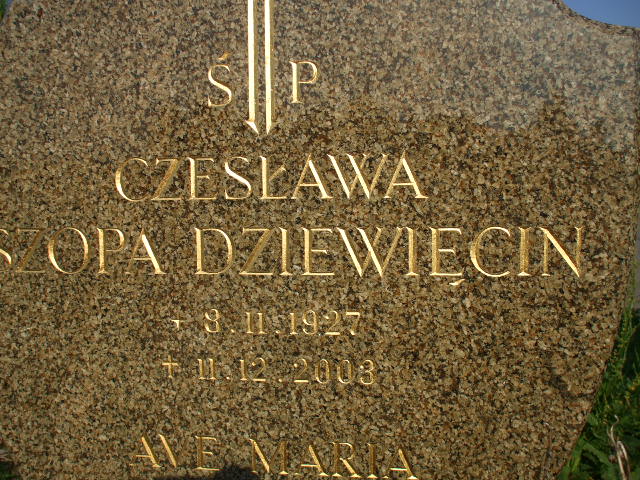 Ś P
CZESŁAWA
SZOPA DZIEWIĘCIN
8.11.1927
+ 11.12.2003
AVE MARIA